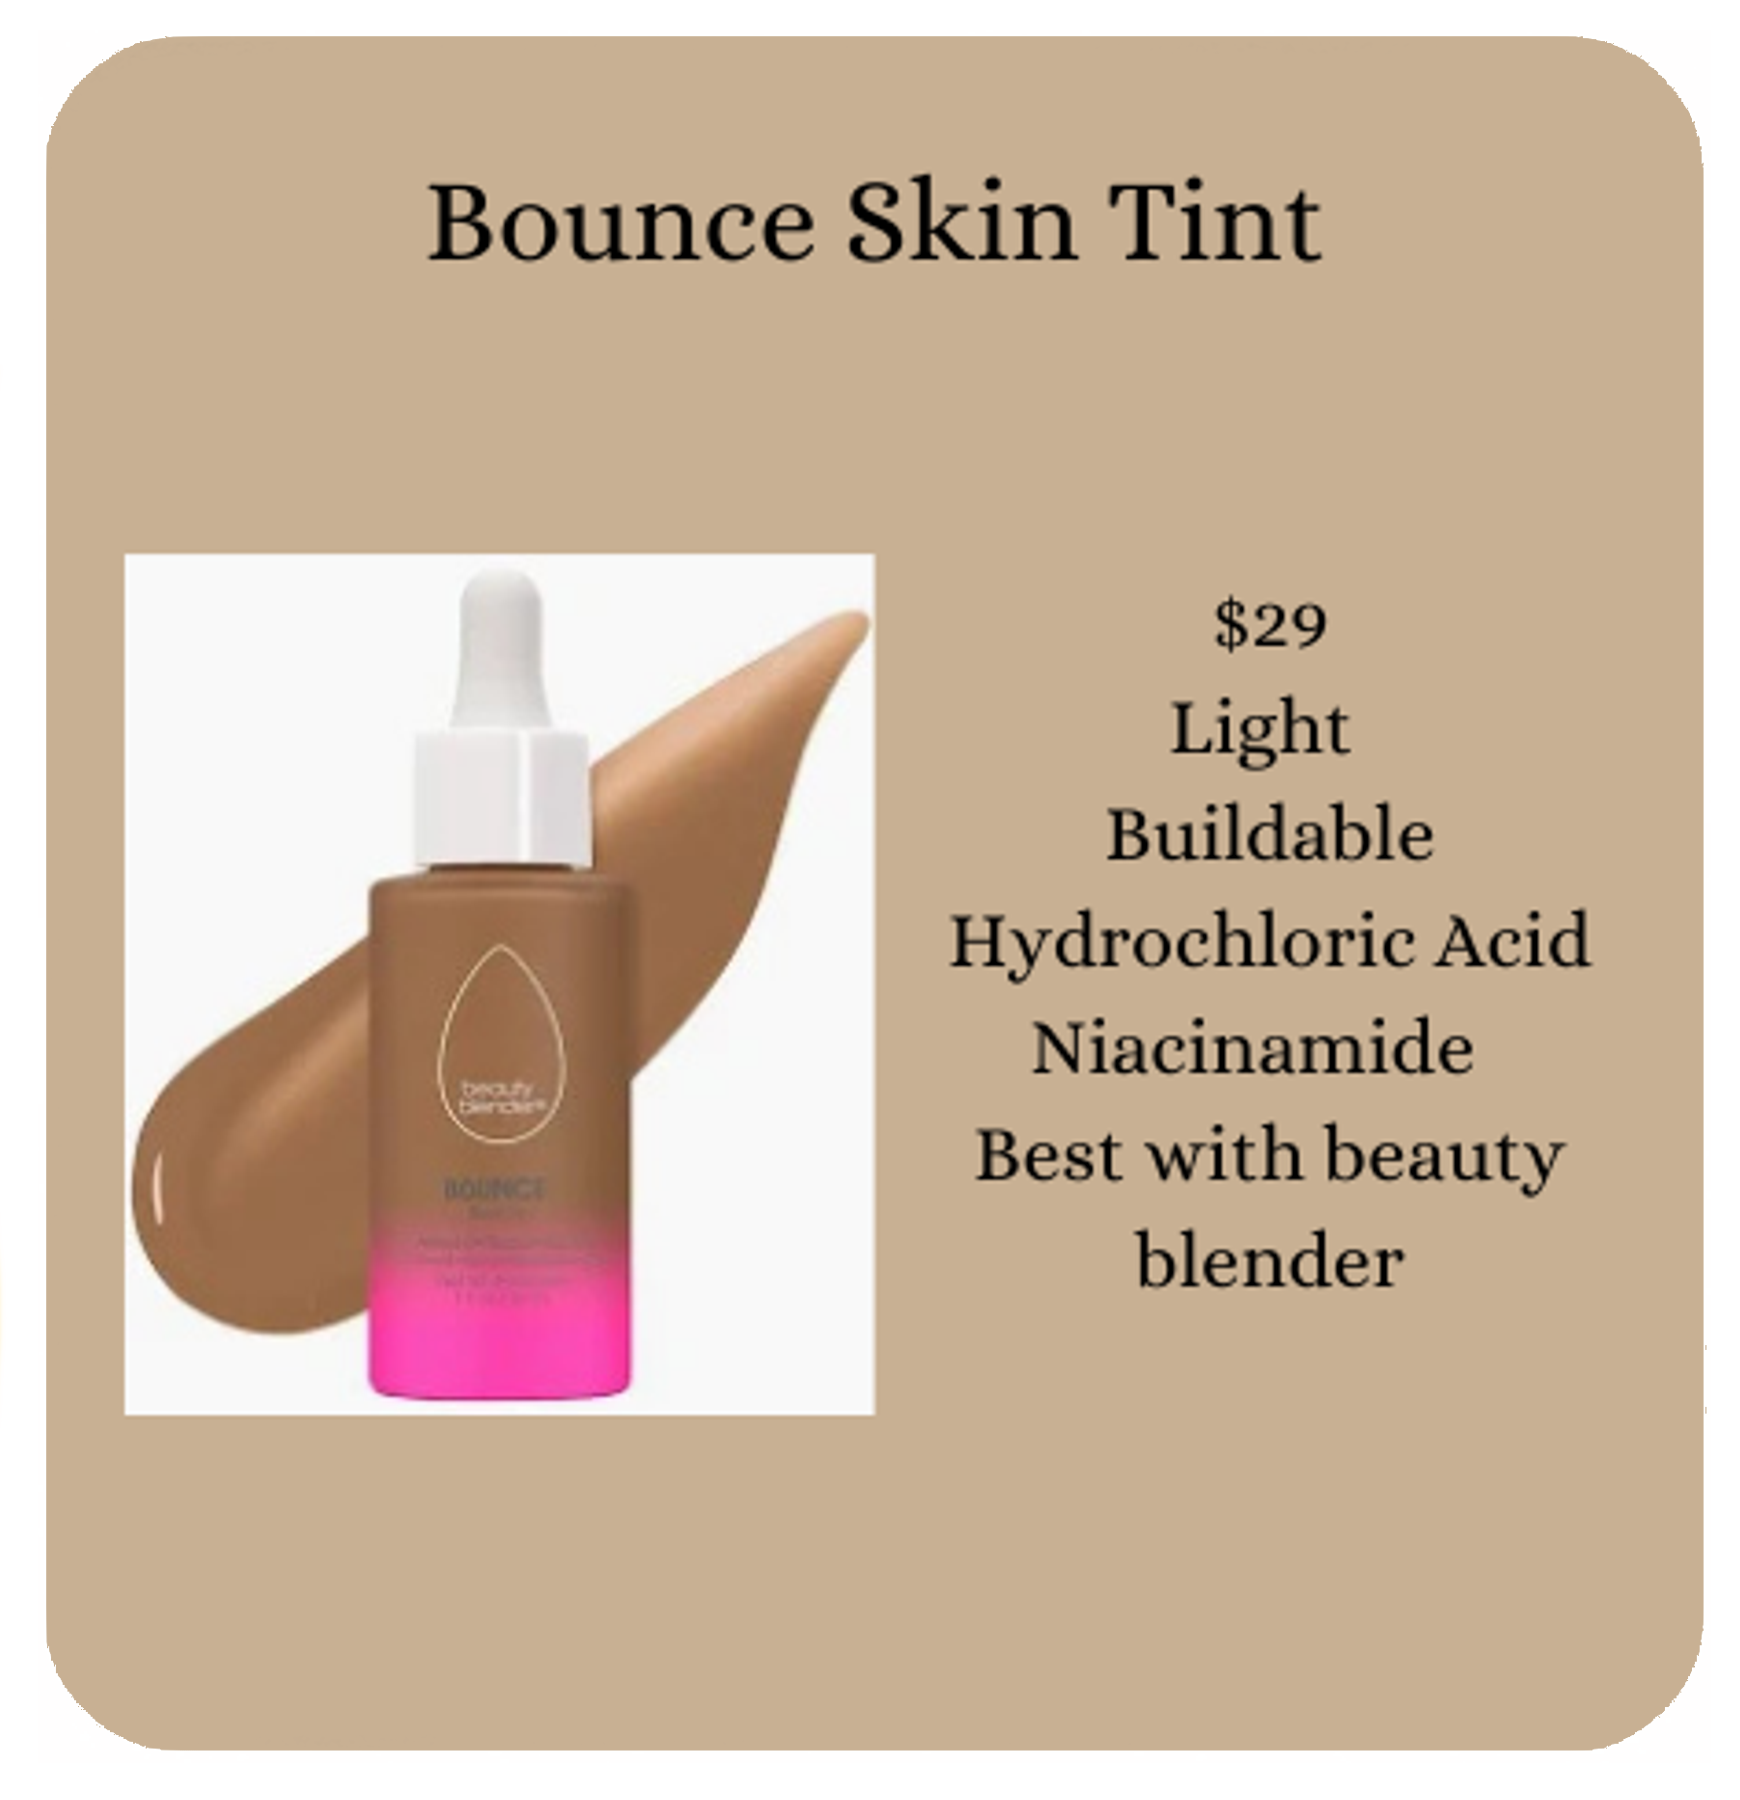 Bounce Skin Tint
$29
Light
Buildable
Hydrochloric Acid
Niacinamide
Best with beauty
blender
beauty
blender
BOUNCE